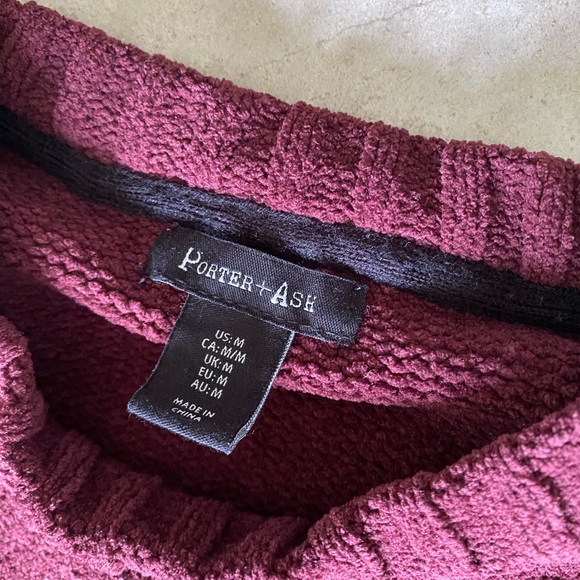 PORTER+ASH
US: M
CA: M/M
UK: M
EU: M
AU: M
MADE IN
CHINA